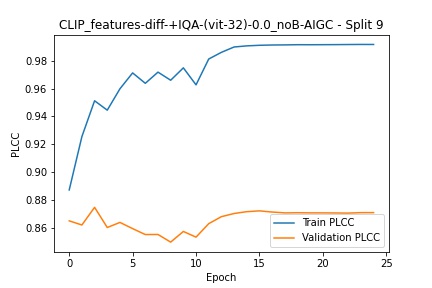 CLIP_features-diff-+IQA-(vit-32)-0.0_noB-AIGC - Split 9
PLCC
0.98
0.96
0.94
0.92
0.90
0.88
0.86
Train PLCC
Validation PLCC
0
5
10
15
20
25
Epoch